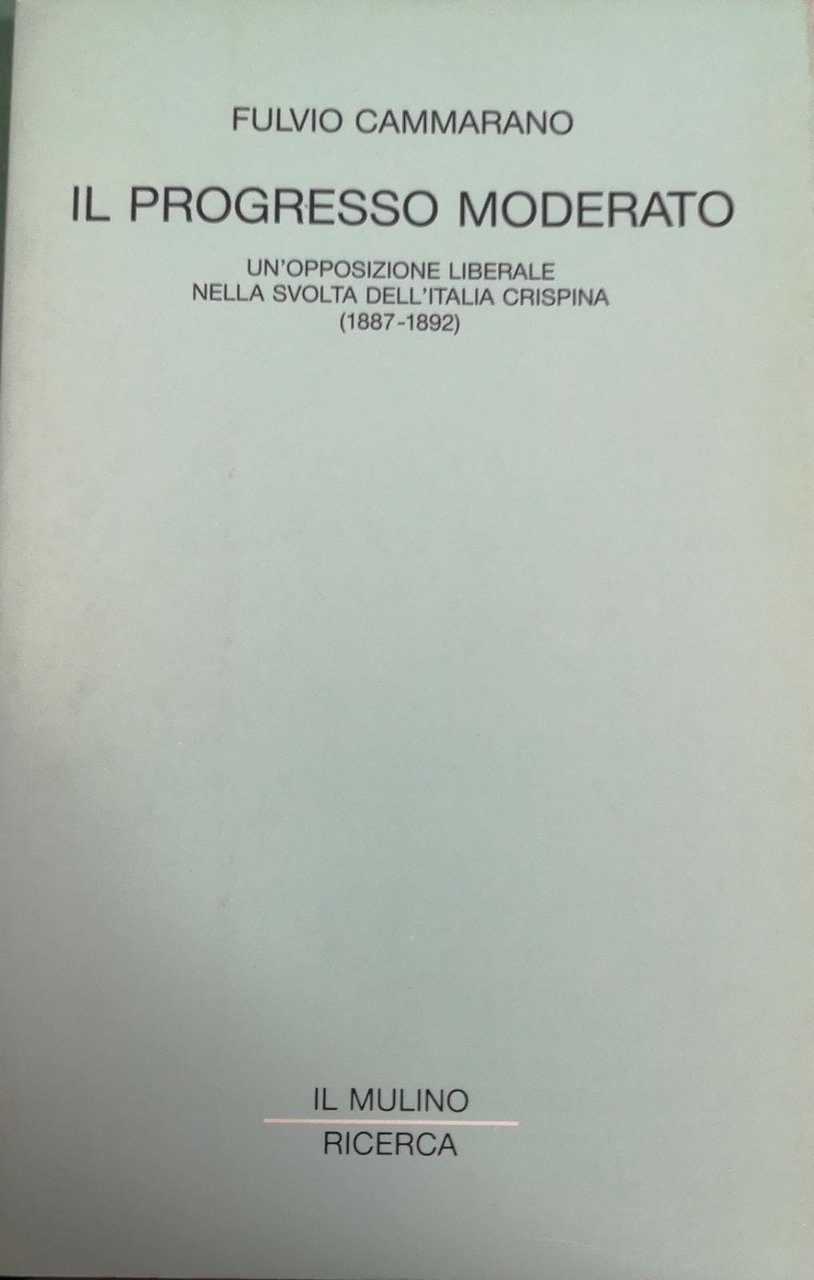 FULVIO CAMMARANO
IL PROGRESSO MODERATO
UN'OPPOSIZIONE LIBERALE
NELLA SVOLTA DELL'ITALIA CRISPINA
(1887-1892)
IL MULINO
RICERCA